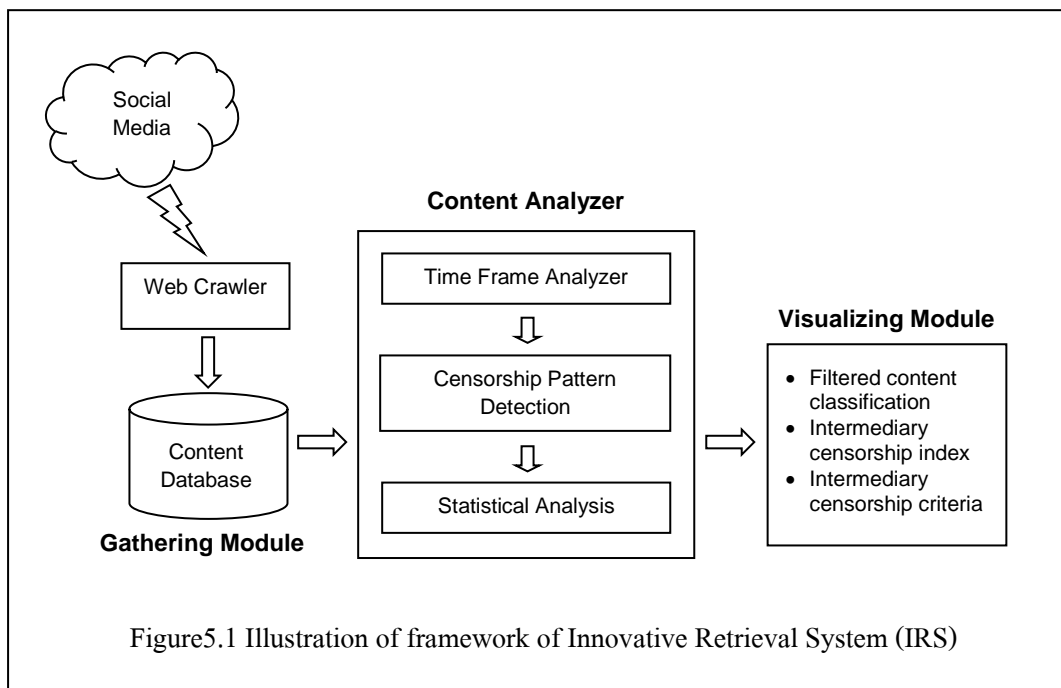 Social
Media
Web Crawler
Content
Database
Gathering Module
Content Analyzer
Time Frame Analyzer
Censorship Pattern
Detection
Statistical Analysis
Visualizing Module
• Filtered content
classification
• Intermediary
censorship index
• Intermediary
censorship criteria
Figure5.1 Illustration of framework of Innovative Retrieval System (IRS)